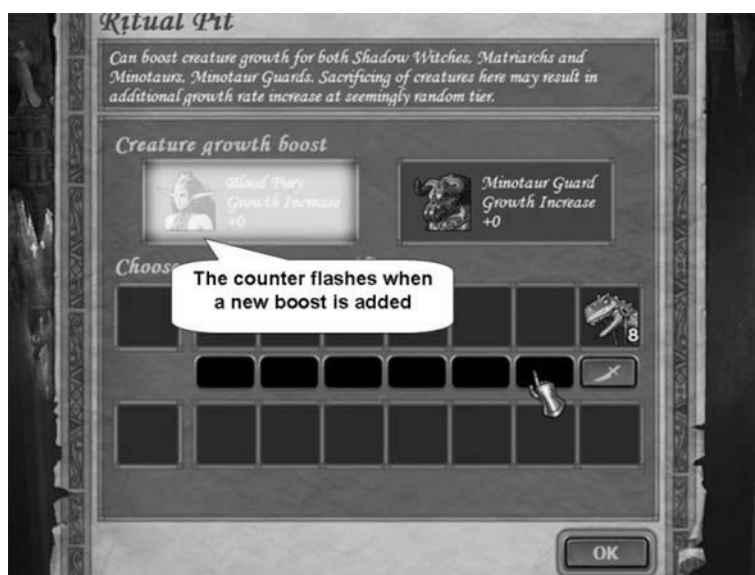 Ritual Pit
Can boost creature growth for both Shadow Witches, Matriarchs and
Minotaurs, Minotaur Guards. Sacrificing of creatures here may result in
additional growth rate increase at seemingly random tier.
Creature growth boost
Blood Fury
Growth Increase
+0
Minotaur Guard
Growth Increase
+0
The counter flashes when
a new boost is added
8
OK